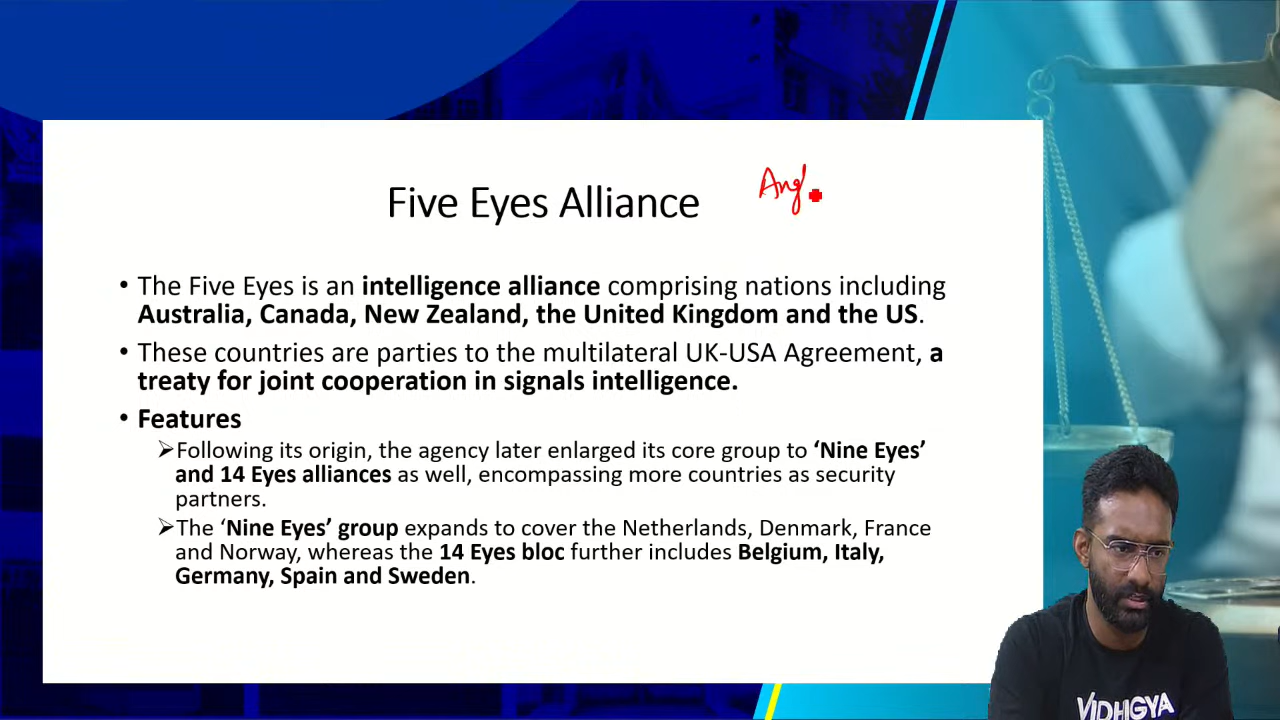 Five Eyes Alliance
Ang
• The Five Eyes is an intelligence alliance comprising nations including
Australia, Canada, New Zealand, the United Kingdom and the US.
• These countries are parties to the multilateral UK-USA Agreement, a
treaty for joint cooperation in signals intelligence.
• Features
➢Following its origin, the agency later enlarged its core group to ‘Nine Eyes’
and 14 Eyes alliances as well, encompassing more countries as security
partners.
➢The ‘Nine Eyes’ group expands to cover the Netherlands, Denmark, France
and Norway, whereas the 14 Eyes bloc further includes Belgium, Italy,
Germany, Spain and Sweden.
VIDHIGYA